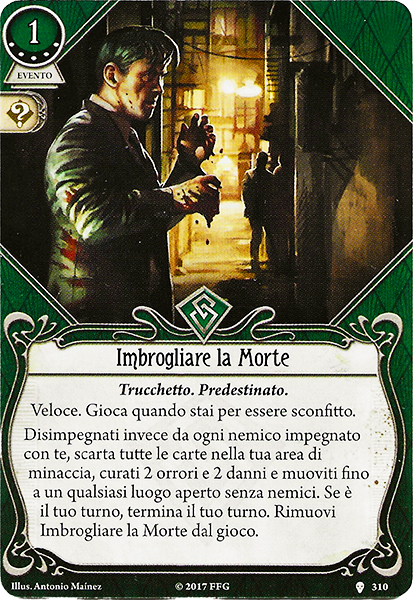 1
EVENTO
?
Imbrogliare la Morte
Trucchetto. Predestinato.
Veloce. Gioca quando stai per essere sconfitto.
Disimpegnati invece da ogni nemico impegnato
con te, scarta tutte le carte nella tua area di
minaccia, curati 2 orrori e 2 danni e muoviti fino
a un qualsiasi luogo aperto senza nemici. Se è
il tuo turno, termina il tuo turno. Rimuovi
Imbrogliare la Morte dal gioco.
Illus. Antonio Maínez
© 2017 FFG
310